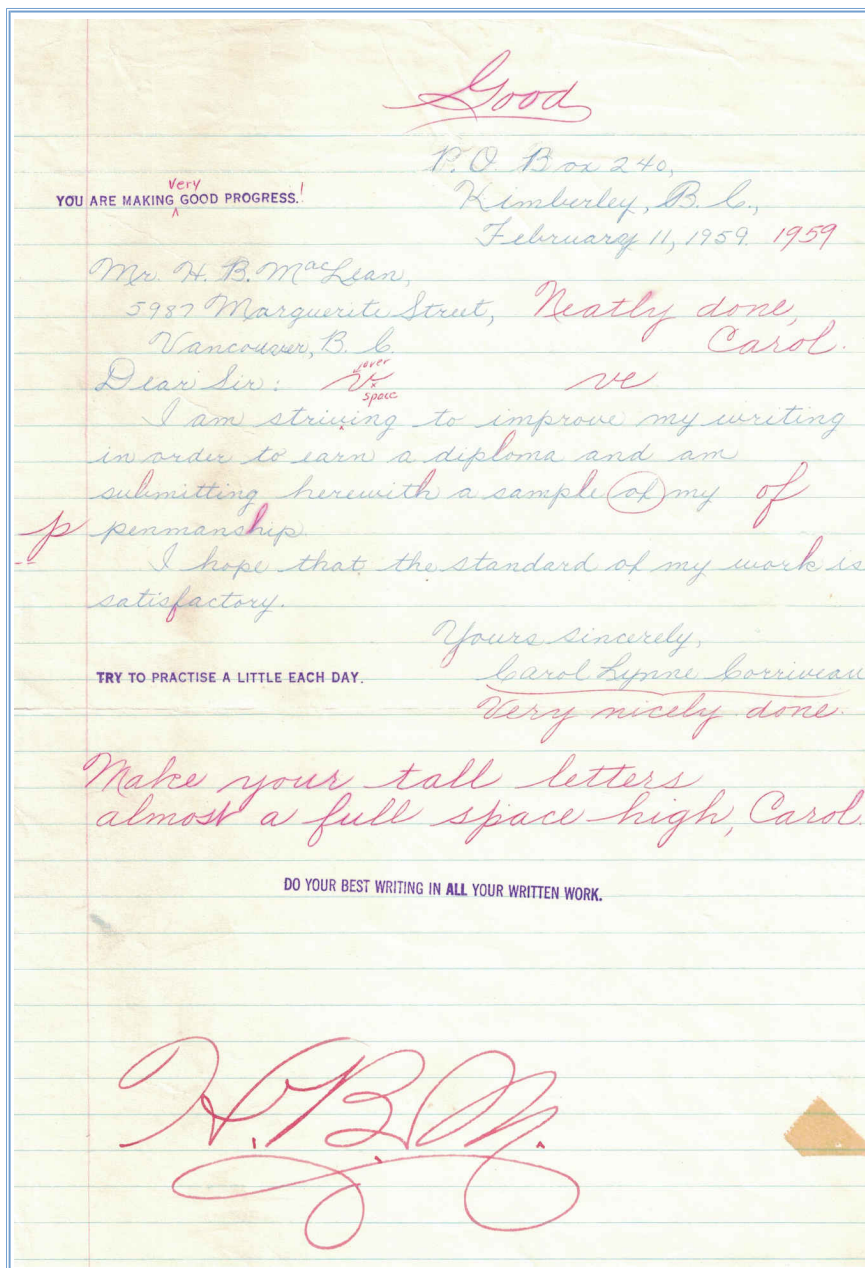 Good
P.O. Box 240,
very
YOU ARE MAKING GOOD PROGRESS.!
Kimberley, B.C.,
February 11, 1959. 1959
Mr. H. B. MacLean,
5987 Marguerite Street, Neatly done,
Vancouver, B.C. Carol.
Dear Sir: v over ve
space
I am striving to improve my writing
in order to earn a diploma and am
submitting herewith a sample of my of
p penmanship
I hope that the standard of my work is
satisfactory.
Yours sincerely,
TRY TO PRACTISE A LITTLE EACH DAY. Carol Lynne Corriveau
Very nicely done.
Make your tall letters
almost a full space high, Carol.
DO YOUR BEST WRITING IN ALL YOUR WRITTEN WORK.
H.B.M.